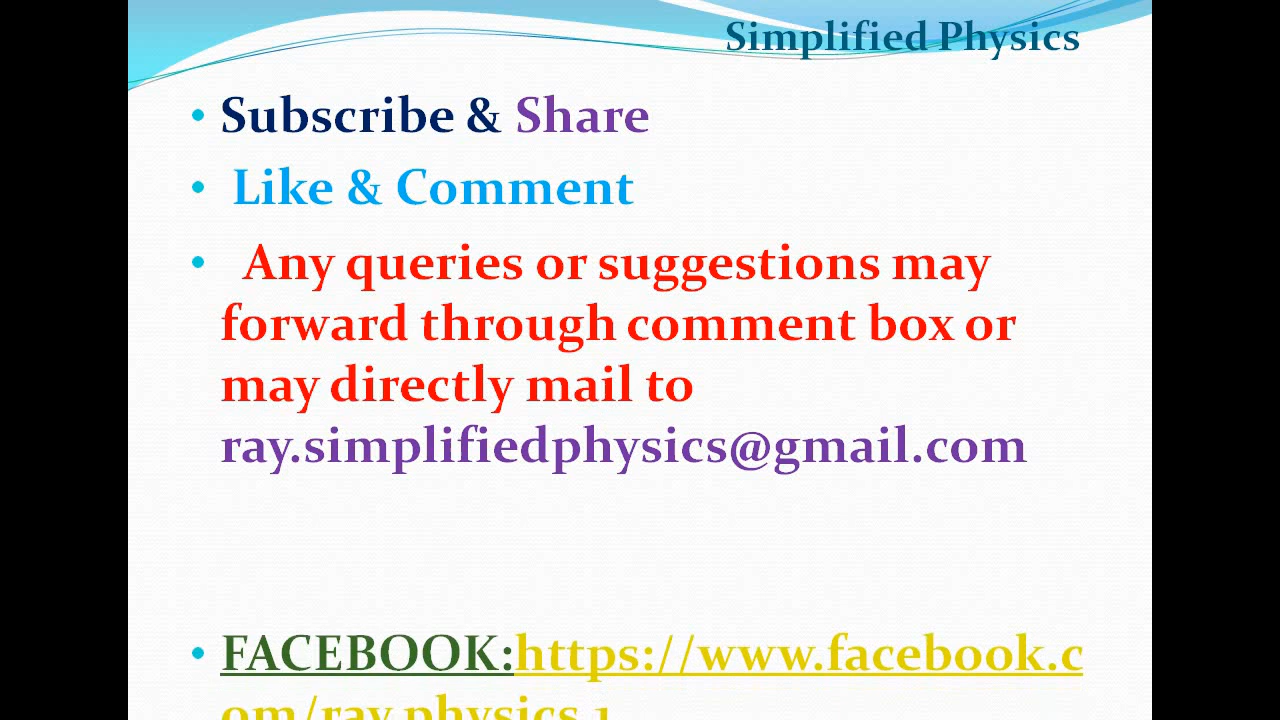 Simplified Physics
• Subscribe & Share
• Like & Comment
• Any queries or suggestions may
forward through comment box or
may directly mail to
ray.simplifiedphysics@gmail.com
• FACEBOOK:https://www.facebook.c
om/ray.physics.1